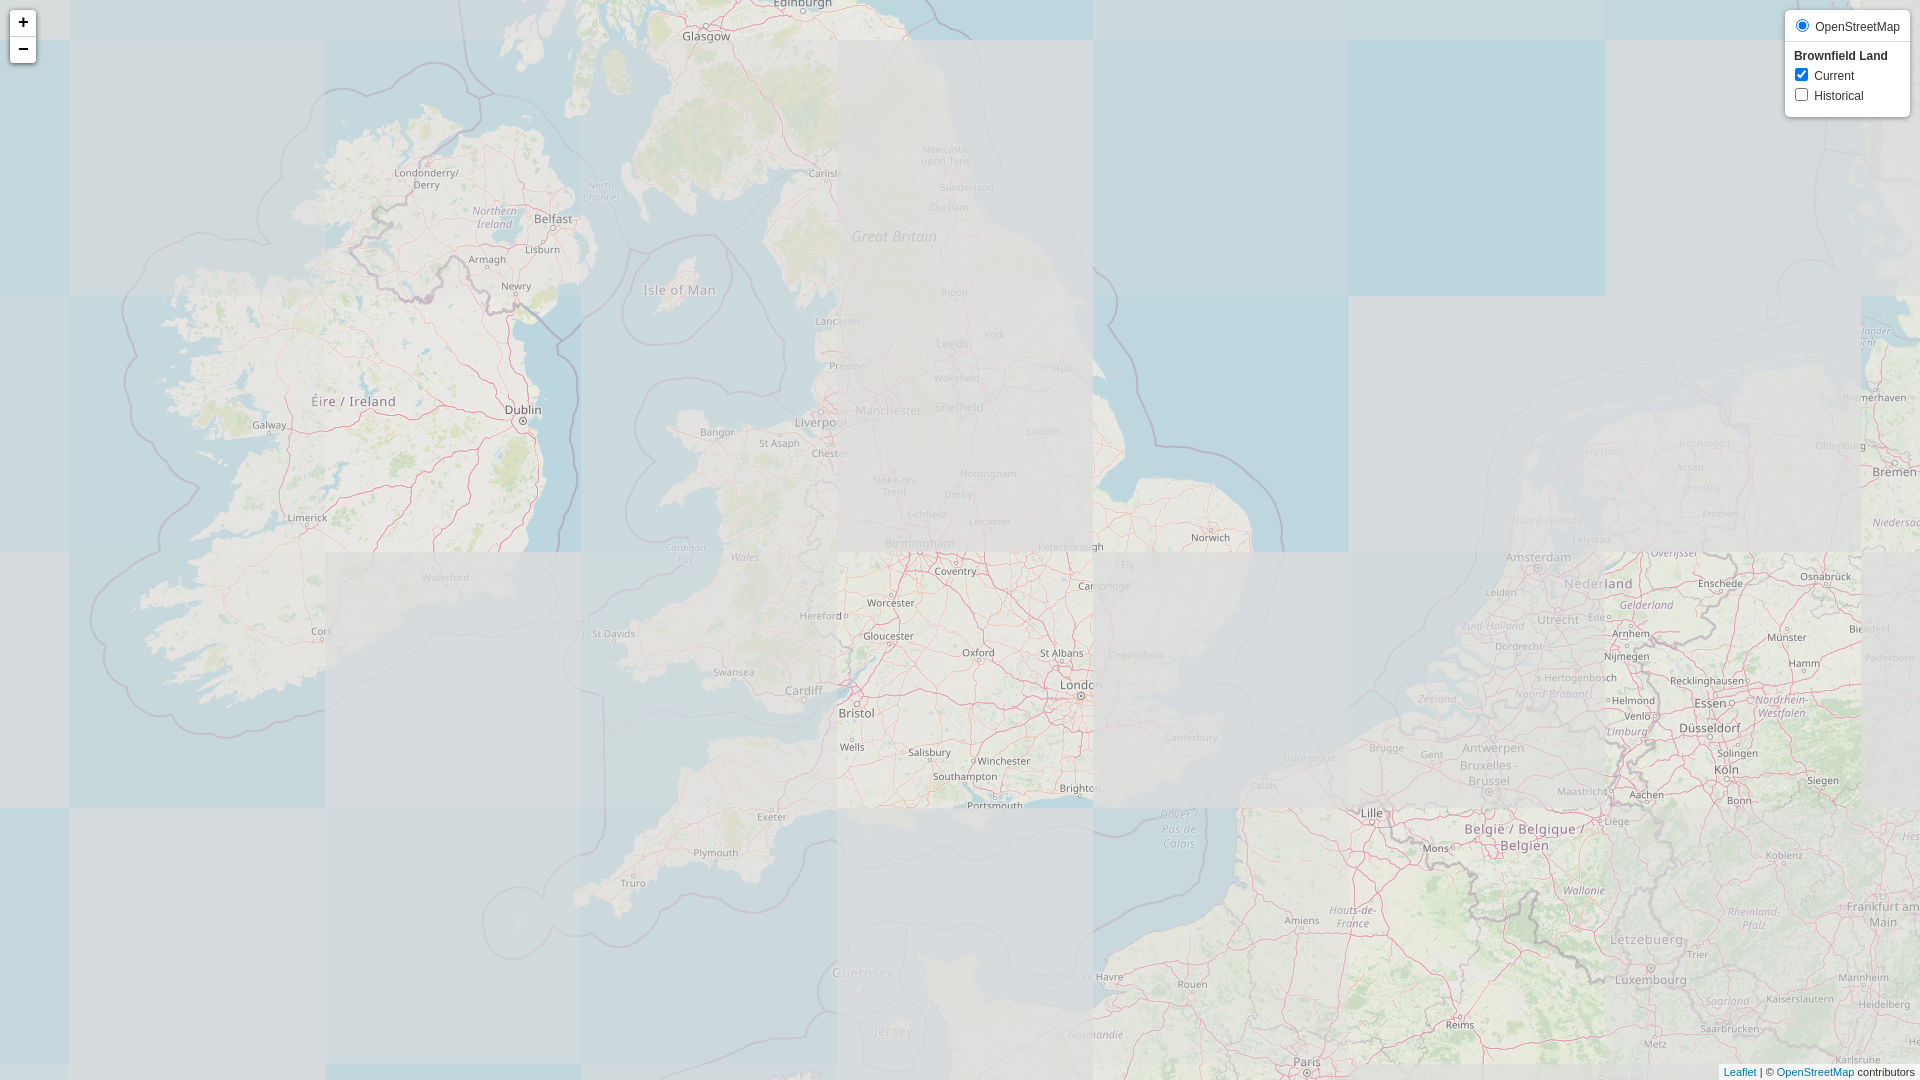 +
−
OpenStreetMap
Brownfield Land
Current
Historical
Edinburgh
Glasgow
Londonderry/
Derry
North
Channel
Carlisle
Newcastle
upon Tyne
Sunderland
Durham
Northern
Ireland
Belfast
Lisburn
Great Britain
Armagh
Newry
Isle of Man
Ripon
Lancaster
York
Leeds
Preston
Hull
Wakefield
Éire / Ireland
Dublin
Manchester
Sheffield
Galway
Liverpool
Bangor
St Asaph
Lincoln
Chester
Nottingham
Stoke-on-
Trent
Derby
Limerick
Lichfield
Leicester
Norwich
Birmingham
Peterborough
Cardigan
Bay
Wales
Coventry
Ely
Waterford
Cambridge
Worcester
Hereford
St Davids
Gloucester
Oxford
St Albans
Chelmsford
Swansea
Cardiff
London
Bristol
Canterbury
Wells
Salisbury
Winchester
Southampton
Brighton
Portsmouth
Exeter
Plymouth
Truro
Dover /
Pas de
Calais
Guernsey
Jersey
Bremerhaven
Groningen
Oldenburg
Fryslân
Assen
Drenthe
Bremen
Emmen
Noord-Holland
Niedersac
Lelystad
Amsterdam
Overijssel
Nederland
Enschede
Osnabrück
Leiden
Gelderland
Utrecht
Ede
Zuid-Holland
Arnhem
Münster
Bielefeld
Dordrecht
Nijmegen
Paderborn
Hamm
's-Hertogenbosch
Recklinghausen
Noord-Brabant
Zeeland
Helmond
Essen
Nordrhein-
Westfalen
Venlo
Düsseldorf
Limburg
Dunkerque
Brugge
Gent
Antwerpen
Solingen
Bruxelles -
Brussel
Köln
Calais
Maastricht
Aachen
Siegen
Bonn
Lille
Liège
België / Belgique /
Belgien
Mons
Koblenz
Wallonie
Hauts-de-
France
Amiens
Rheinland-
Pfalz
Frankfurt am
Main
Lëtzebuerg
Trier
Le Havre
Rouen
Luxembourg
Mannheim
Saarland
Kaiserslautern
Heidelberg
Reims
Saarbrücken
Normandie
Metz
Paris
Karlsruhe
Leaflet | © OpenStreetMap contributors